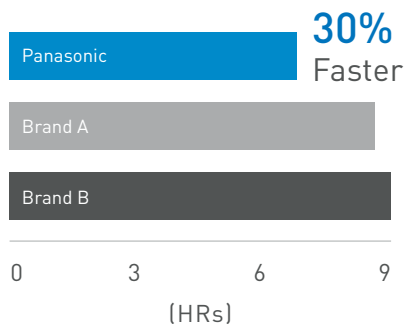 30%
Faster
Panasonic
Brand A
Brand B
0 3 6 9
(HRs)